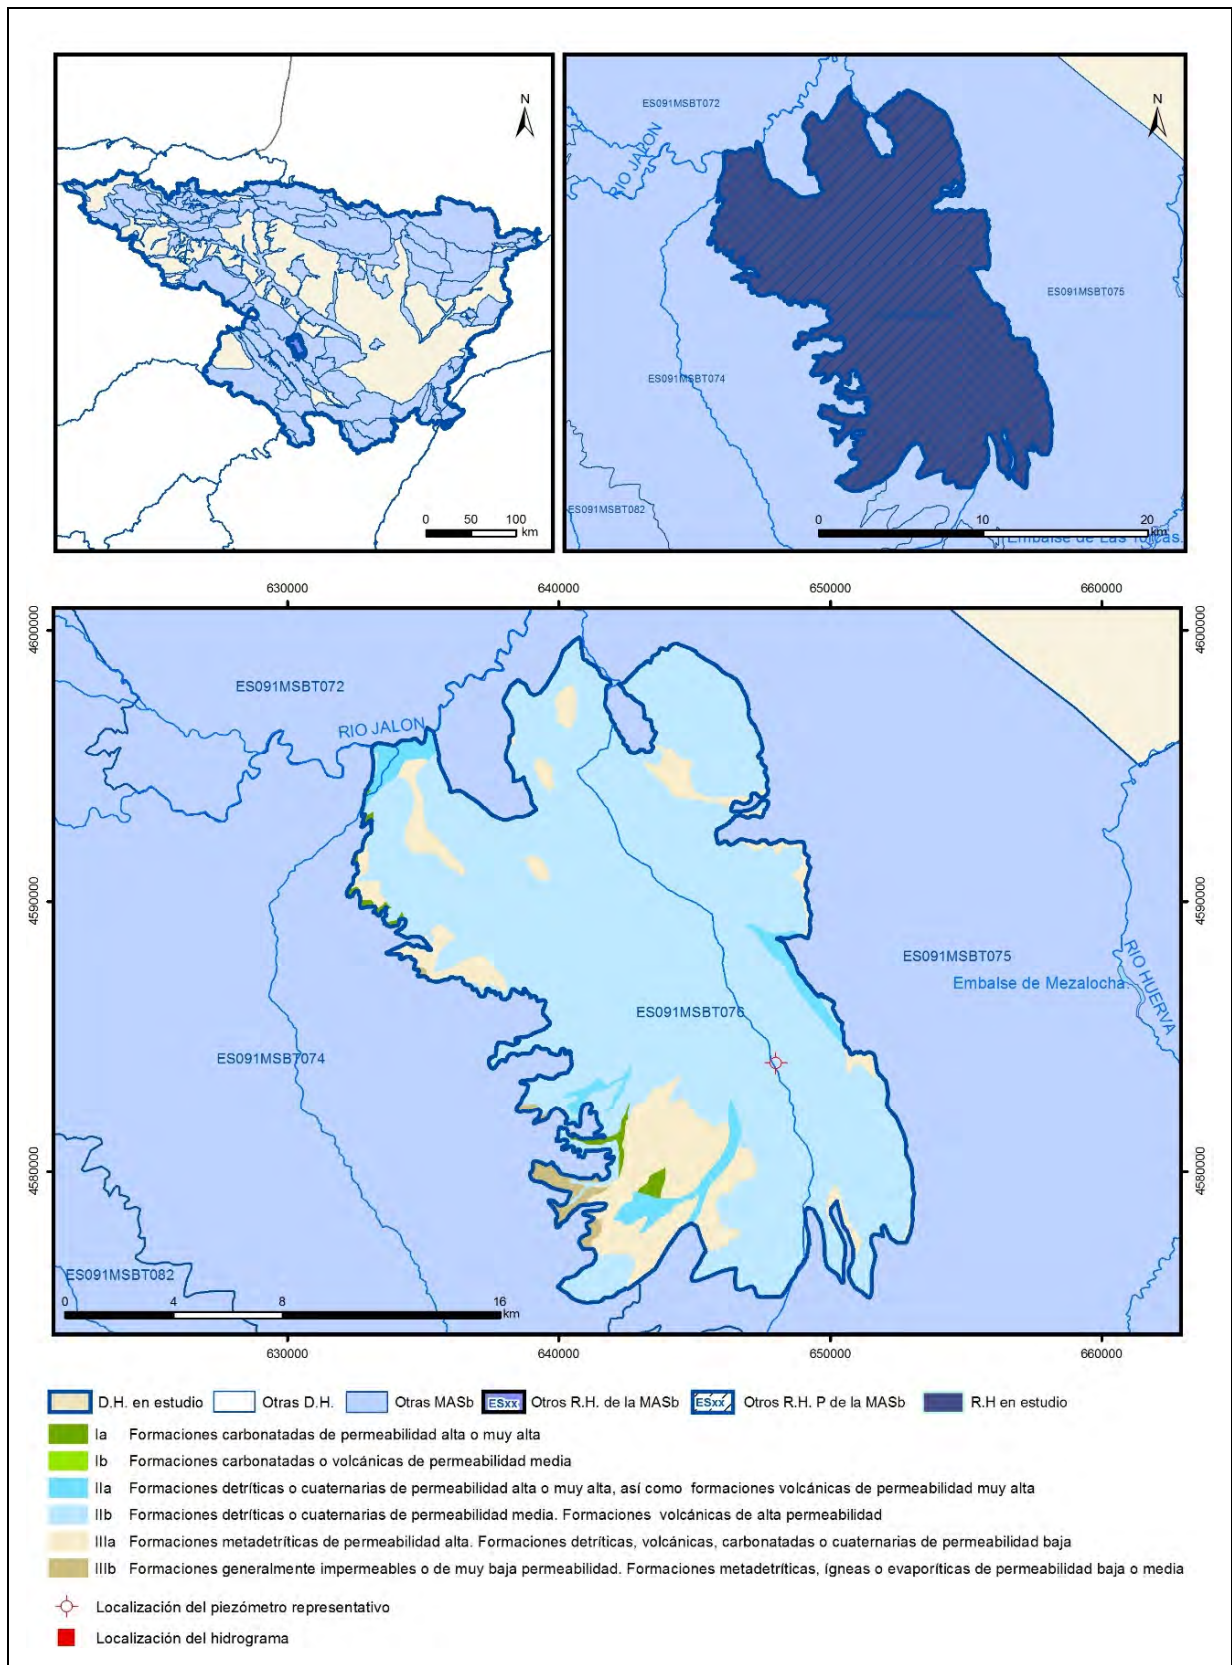 N
0 50 100
km
ES091MSBT072
RIO JALON
N
ES091MSBT075
ES091MSBT074
ES091MSBT082
0 10 20
km
Embalse de Las Torcas.
630000 640000 650000 660000
4600000
4600000
ES091MSBT072
RIO JALON
4590000
4590000
ES091MSBT075
Embalse de Mezalocha
RIO HUERVA
ES091MSBT076
ES091MSBT074
4580000
4580000
ES091MSBT082
0 4 8 16
km
630000 640000 650000 660000
D.H. en estudio Otras D.H. Otras MASb ESxx Otros R.H. de la MASb ESxx Otros R.H. P de la MASb R.H en estudio
Ia Formaciones carbonatadas de permeabilidad alta o muy alta
Ib Formaciones carbonatadas o volcánicas de permeabilidad media
IIa Formaciones detríticas o cuaternarias de permeabilidad alta o muy alta, así como formaciones volcánicas de permeabilidad muy alta
IIb Formaciones detríticas o cuaternarias de permeabilidad media. Formaciones volcánicas de alta permeabilidad
IIIa Formaciones metadetríticas de permeabilidad alta. Formaciones detríticas, volcánicas, carbonatadas o cuaternarias de permeabilidad baja
IIIb Formaciones generalmente impermeables o de muy baja permeabilidad. Formaciones metadetríticas, ígneas o evaporíticas de permeabilidad baja o media
Localización del piezómetro representativo
Localización del hidrograma